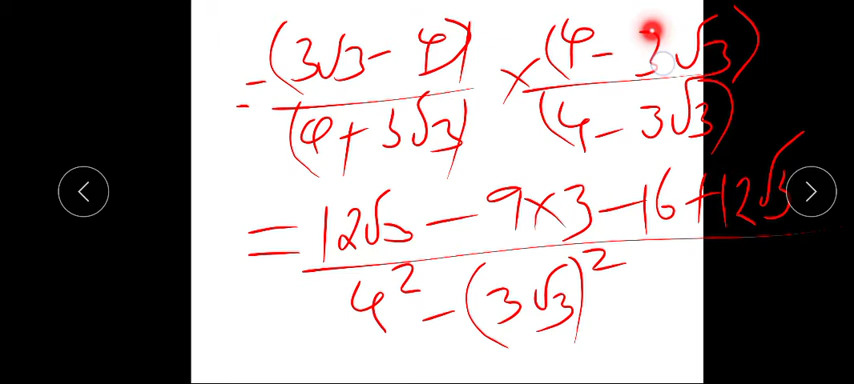 = (3√3 - 4) / (4 + 3√3) × (4 - 3√3) / (4 - 3√3)
= 12√3 - 9×3 - 16 + 12√3 / 4² - (3√3)²